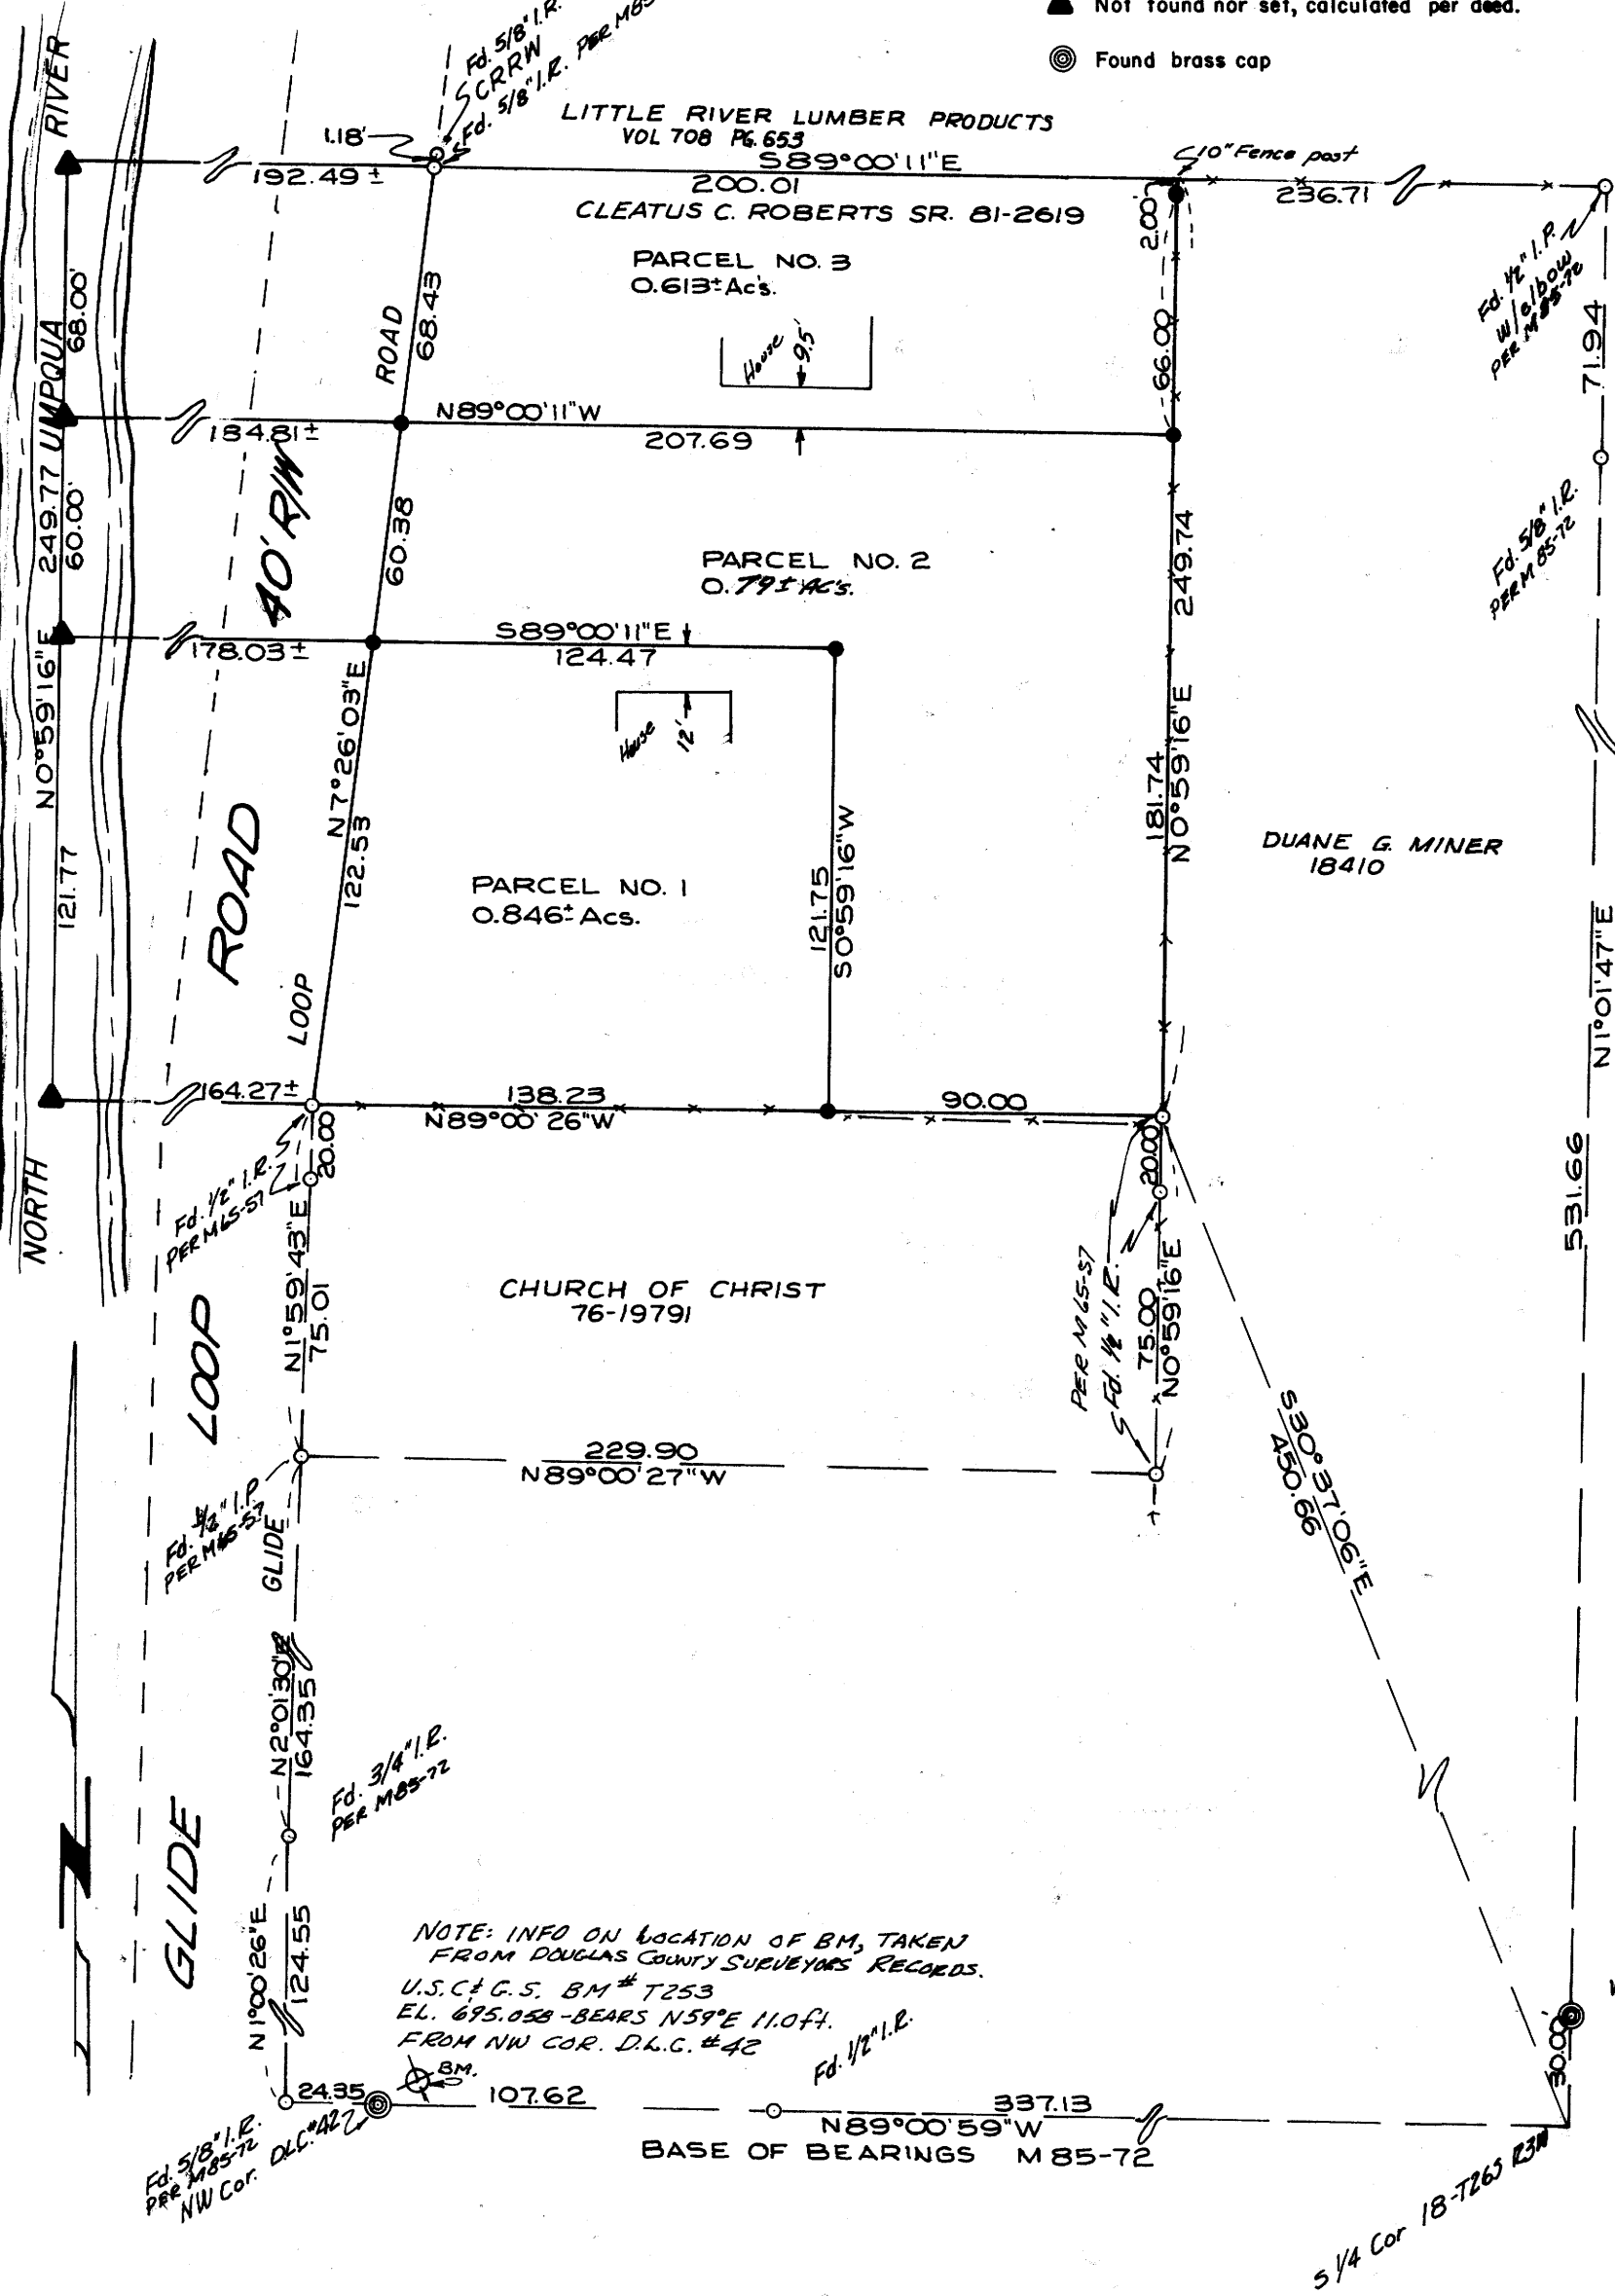 Not found nor set, calculated per deed.
Found brass cap
RIVER
Fd. 5/8" I.R.
CRRW
Fd. 5/8" I.R. PER M85
LITTLE RIVER LUMBER PRODUCTS
VOL 708 PG. 653
1.18'
192.49 ±
S89°00'11"E
200.01
10" Fence post
236.71
CLEATUS C. ROBERTS SR. 81-2619
2.00'
PARCEL NO. 3
0.613± Ac's.
Fd. 1/2" I.P.
W/elbow
PER M85-72
71.94
68.00'
UMPQUA
ROAD
68.43
House
9.5'
66.00
N89°00'11"W
184.81±
207.69
249.77
60.00'
40' R/W
60.38
PARCEL NO. 2
0.79± AC's.
249.74
Fd. 5/8" I.R.
PER M85-72
S89°00'11"E
178.03±
124.47
N0°59'16"E
N7°26'03"E
122.53
House
12'
181.74
N0°59'16"E
121.77
ROAD
PARCEL NO. 1
0.846± Acs.
121.75
S0°59'16"W
DUANE G. MINER
18410
N1°01'47"E
531.66
LOOP
164.27±
138.23
N89°00'26"W
90.00
NORTH
20.00
20.00
Fd. 1/2" I.R.
PER M65-57
N1°59'43"E
75.01
CHURCH OF CHRIST
76-19791
PER M65-57
Fd. 1/2" I.R.
75.00
N0°59'16"E
LOOP
229.90
N89°00'27"W
S30°37'06"E
450.66
Fd. 1/2" I.P.
PER M65-57
GLIDE
N2°01'30"E
164.35
Fd. 3/4" I.R.
PER M85-72
N
GLIDE
N1°00'26"E
124.55
NOTE: INFO ON LOCATION OF BM, TAKEN
FROM DOUGLAS COUNTY SURVEYORS RECORDS.
U.S.C & G.S. BM # T253
EL. 695.058 - BEARS N59°E 11.0ft.
FROM NW COR. D.L.C. #42
Fd. 1/2" I.R.
30.00'
BM.
24.35
107.62
337.13
N89°00'59"W
BASE OF BEARINGS M 85-72
Fd. 5/8" I.R.
PER M85-72
NW Cor. DLC #42
S 1/4 Cor 18-T26S R3W